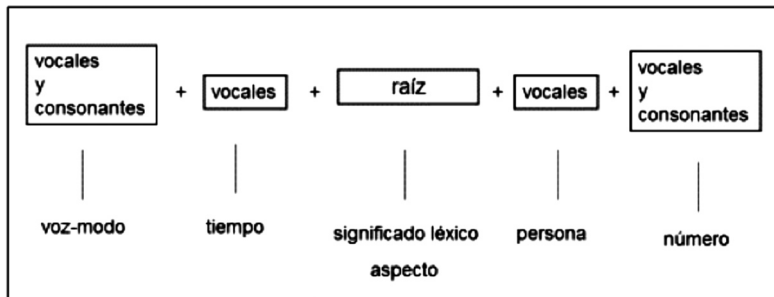 vocales
y
consonantes
+
vocales
+
raíz
+
vocales
+
vocales
y
consonantes
voz-modo
tiempo
significado léxico
aspecto
persona
número